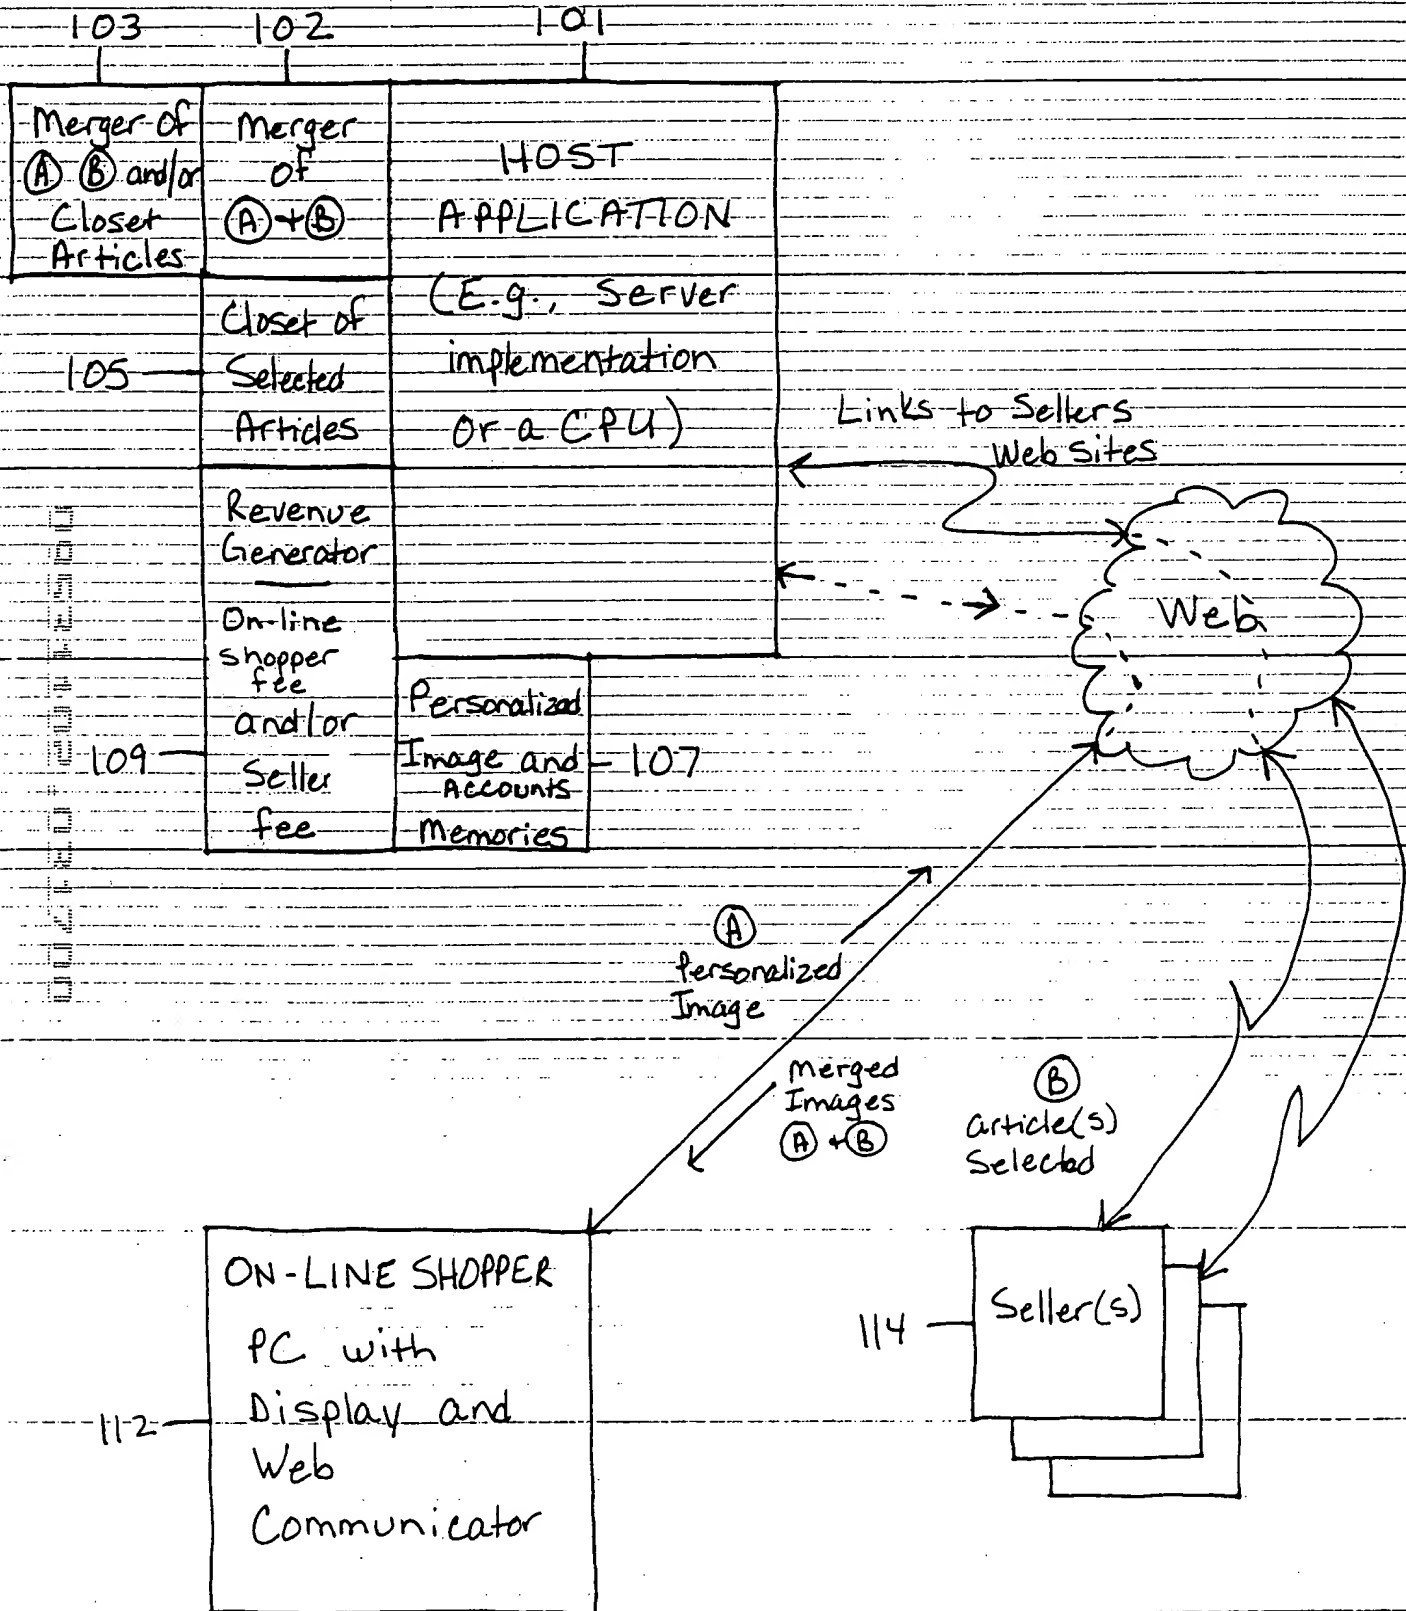 103
102
101
Merger of
Ⓐ Ⓑ and/or
Closet
Articles
Merger
of
Ⓐ+Ⓑ
HOST
APPLICATION
(E.g., Server
implementation
or a CPU)
105
Closet of
Selected
Articles
Links to Sellers
Web Sites
Revenue
Generator
On-line
shopper
fee
and/or
Seller
fee
109
Personalized
Image and
Accounts
Memories
107
Web
Ⓐ
Personalized
Image
Merged
Images
Ⓐ+Ⓑ
Ⓑ
article(s)
Selected
ON-LINE SHOPPER
PC with
Display and
Web
Communicator
112
Seller(s)
114